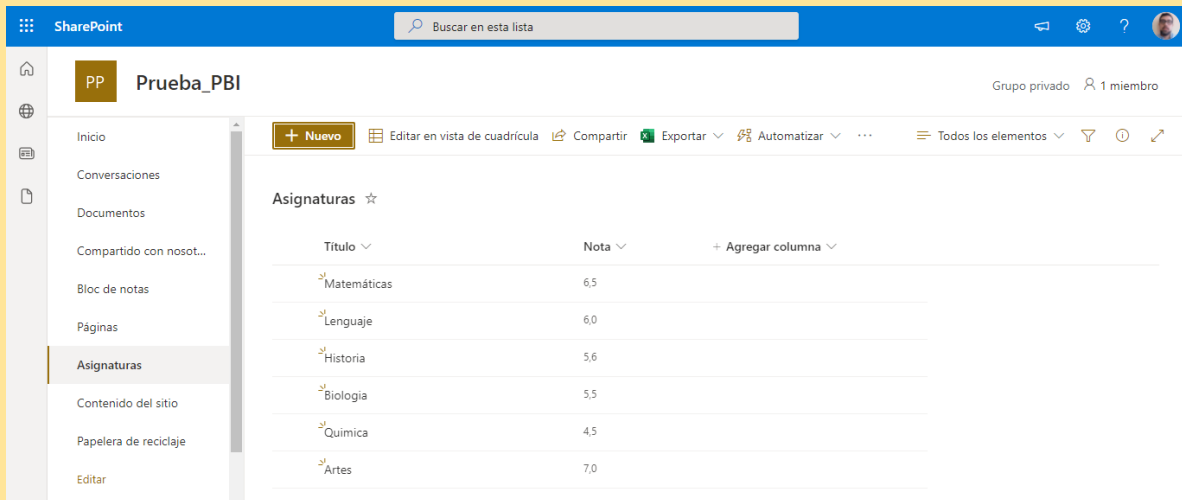 SharePoint
Buscar en esta lista
PP
Prueba_PBI
Grupo privado 1 miembro
Inicio
Conversaciones
Documentos
Compartido con nosot...
Bloc de notas
Páginas
Asignaturas
Contenido del sitio
Papelera de reciclaje
Editar
+ Nuevo Editar en vista de cuadrícula Compartir Exportar Automatizar ... Todos los elementos
Asignaturas
Título Nota + Agregar columna
Matemáticas 6,5
Lenguaje 6,0
Historia 5,6
Biologia 5,5
Quimica 4,5
Artes 7,0